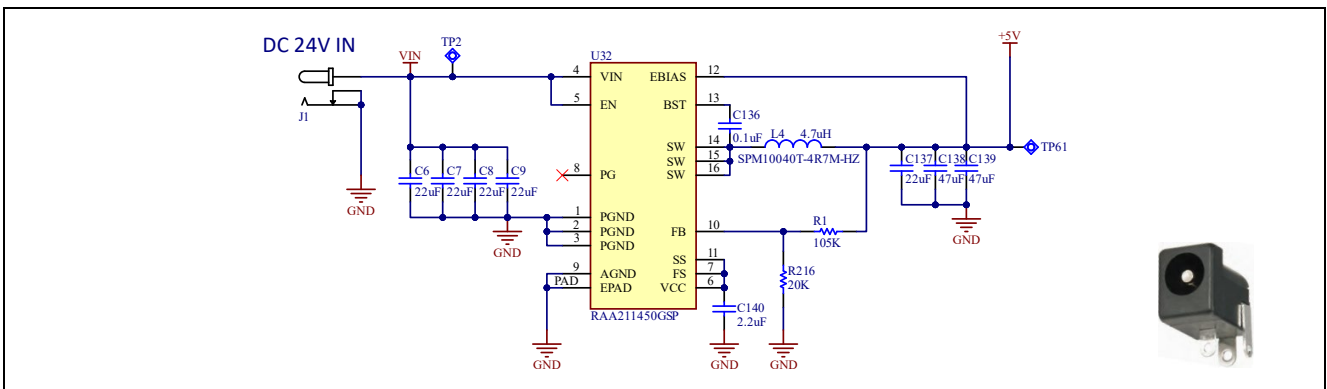 DC 24V IN
VIN
TP2
J1
GND
C6
22uF
C7
22uF
C8
22uF
C9
22uF
GND
U32
4 VIN EBIAS 12
5 EN BST 13
SW 14
SW 15
SW 16
8 PG
1 PGND
2 PGND
3 PGND
FB 10
SS 11
9 AGND FS 7
PAD EPAD VCC 6
RAA211450GSP
GND
C136
0.1uF
L4 4.7uH
SPM10040T-4R7M-HZ
+5V
TP61
C137
22uF
C138
47uF
C139
47uF
GND
R1
105K
R216
20K
C140
2.2uF
GND
GND